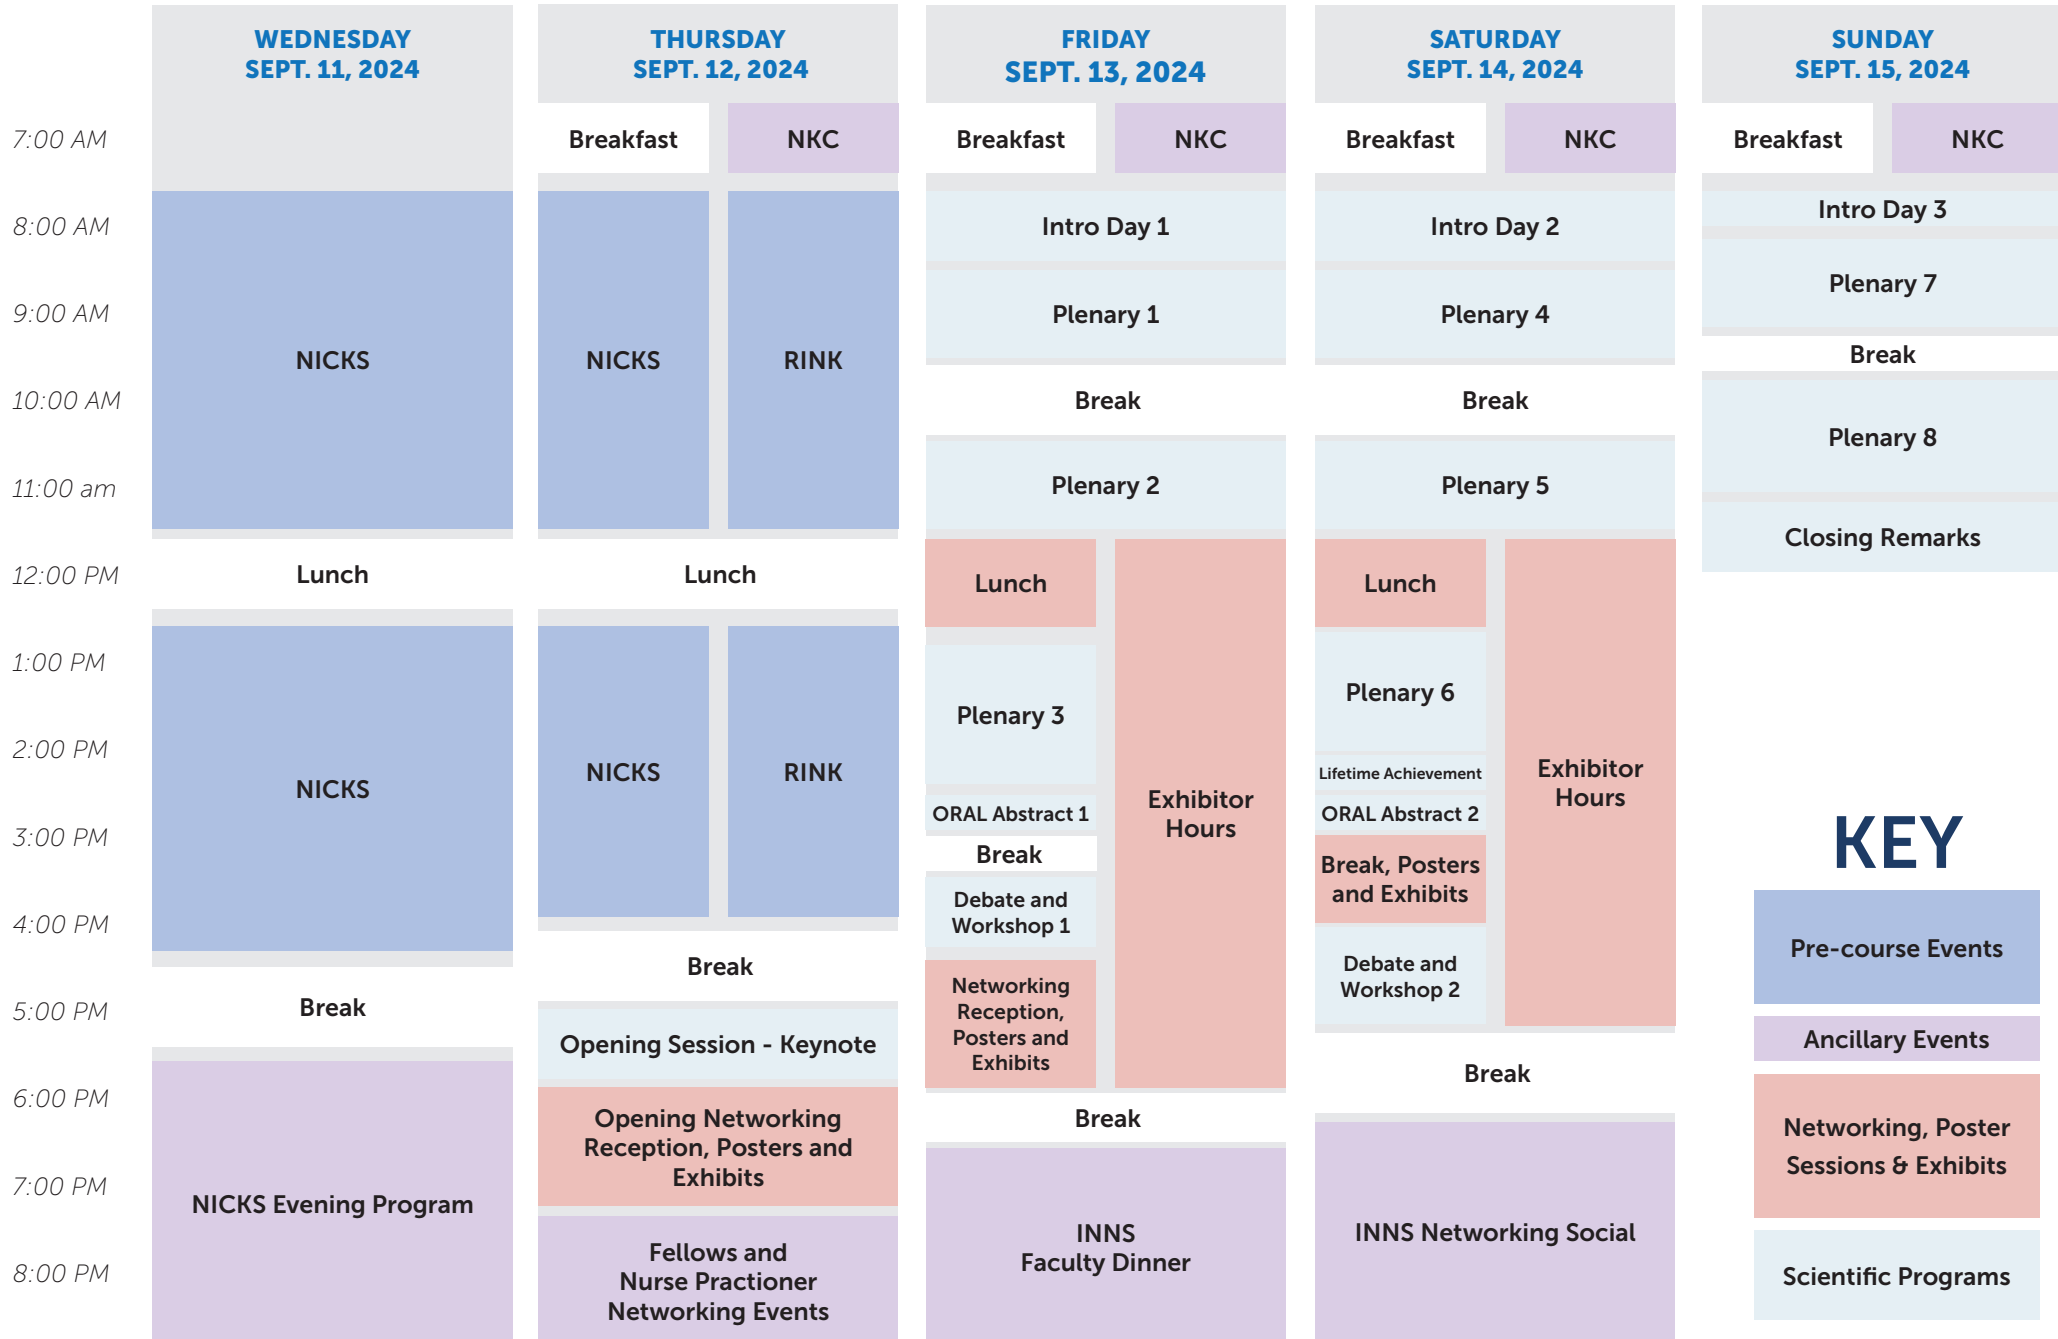 WEDNESDAY
SEPT. 11, 2024
THURSDAY
SEPT. 12, 2024
FRIDAY
SEPT. 13, 2024
SATURDAY
SEPT. 14, 2024
SUNDAY
SEPT. 15, 2024
7:00 AM
8:00 AM
9:00 AM
10:00 AM
11:00 am
12:00 PM
1:00 PM
2:00 PM
3:00 PM
4:00 PM
5:00 PM
6:00 PM
7:00 PM
8:00 PM
NICKS
Lunch
NICKS
Break
NICKS Evening Program
Breakfast
NKC
NICKS
RINK
Lunch
NICKS
RINK
Break
Opening Session - Keynote
Opening Networking
Reception, Posters and
Exhibits
Fellows and
Nurse Practioner
Networking Events
Breakfast
NKC
Intro Day 1
Plenary 1
Break
Plenary 2
Lunch
Plenary 3
ORAL Abstract 1
Break
Debate and
Workshop 1
Networking
Reception,
Posters and
Exhibits
Exhibitor
Hours
Break
INNS
Faculty Dinner
Breakfast
NKC
Intro Day 2
Plenary 4
Break
Plenary 5
Lunch
Plenary 6
Lifetime Achievement
ORAL Abstract 2
Break, Posters
and Exhibits
Debate and
Workshop 2
Exhibitor
Hours
Break
INNS Networking Social
Breakfast
NKC
Intro Day 3
Plenary 7
Break
Plenary 8
Closing Remarks
KEY
Pre-course Events
Ancillary Events
Networking, Poster
Sessions & Exhibits
Scientific Programs